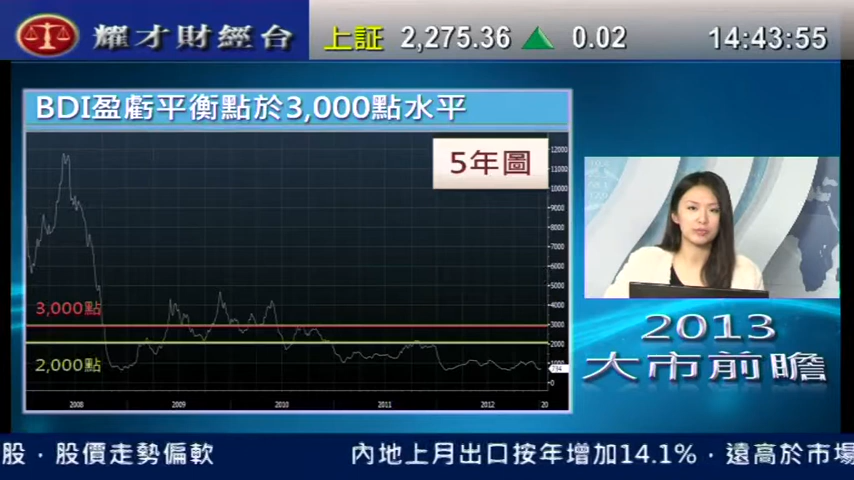 耀才財經台
上証 2,275.36 0.02 14:43:55
BDI盈虧平衡點於3,000點水平
5年圖
12000
10000
9000
8000
7000
6000
5000
4000
3,000點
3000
2000
2,000點
1000
794
0
2008 2009 2010 2011 2012 20
2013
大市前瞻
股，股價走勢偏軟 內地上月出口按年增加14.1%，遠高於市場